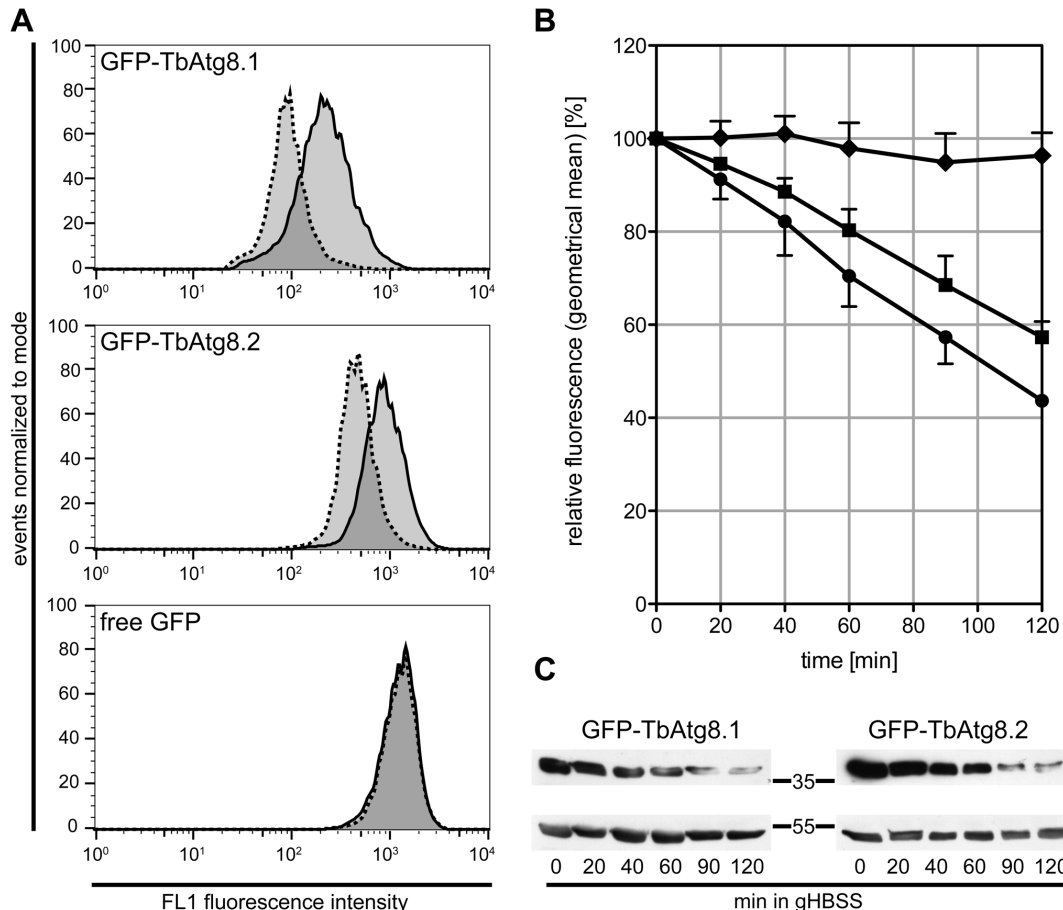 A
GFP-TbAtg8.1
100
80
60
40
20
0
10⁰ 10¹ 10² 10³ 10⁴
GFP-TbAtg8.2
100
80
60
40
20
0
10⁰ 10¹ 10² 10³ 10⁴
free GFP
100
80
60
40
20
0
10⁰ 10¹ 10² 10³ 10⁴
events normalized to mode
FL1 fluorescence intensity
B
relative fluorescence (geometrical mean) [%]
120
100
80
60
40
20
0
0 20 40 60 80 100 120
time [min]
C
GFP-TbAtg8.1 GFP-TbAtg8.2
35
55
0 20 40 60 90 120 0 20 40 60 90 120
min in gHBSS